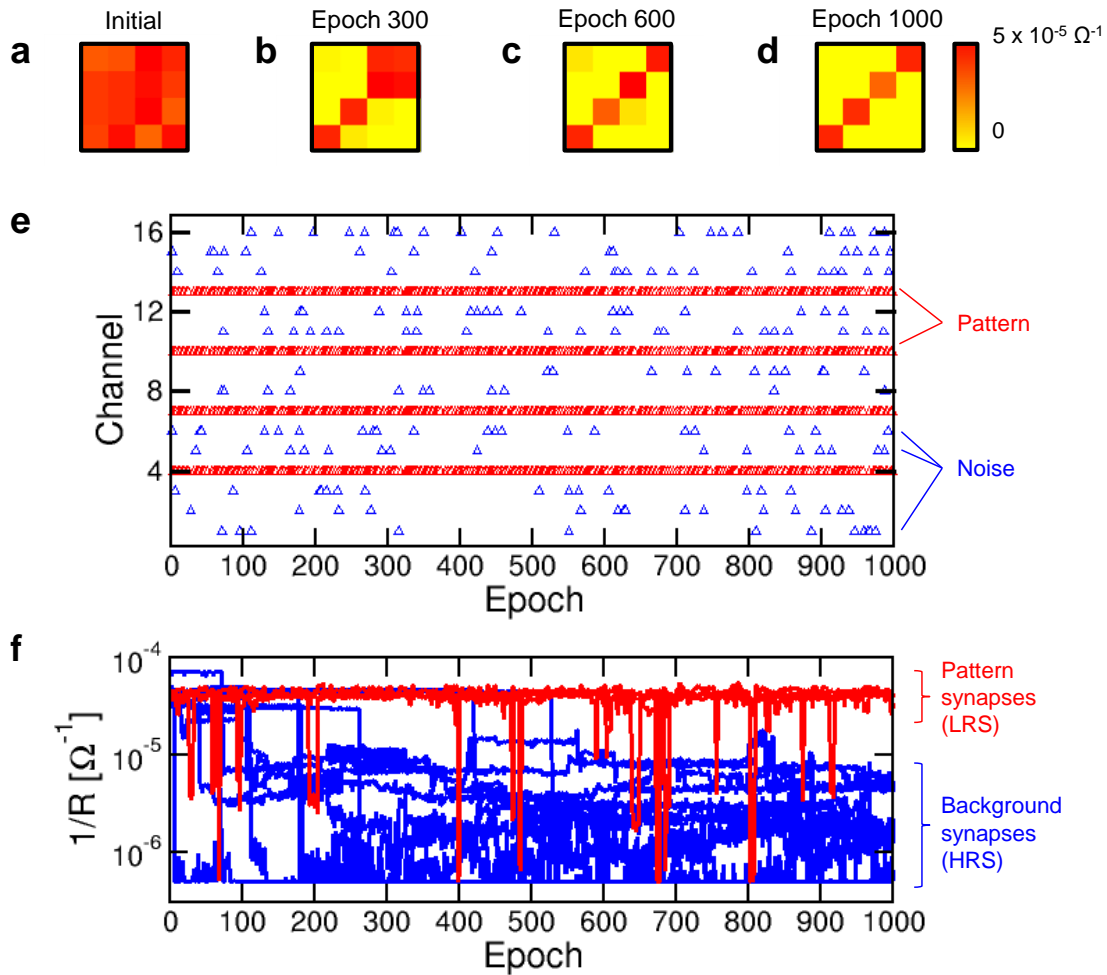 Initial
Epoch 300
Epoch 600
Epoch 1000
a
b
c
d
5 x 10⁻⁵ Ω⁻¹
0
e
Channel
16
12
8
4
0 100 200 300 400 500 600 700 800 900 1000
Epoch
Pattern
Noise
f
1/R [Ω⁻¹]
10⁻⁴
10⁻⁵
10⁻⁶
0 100 200 300 400 500 600 700 800 900 1000
Epoch
Pattern
synapses
(LRS)
Background
synapses
(HRS)